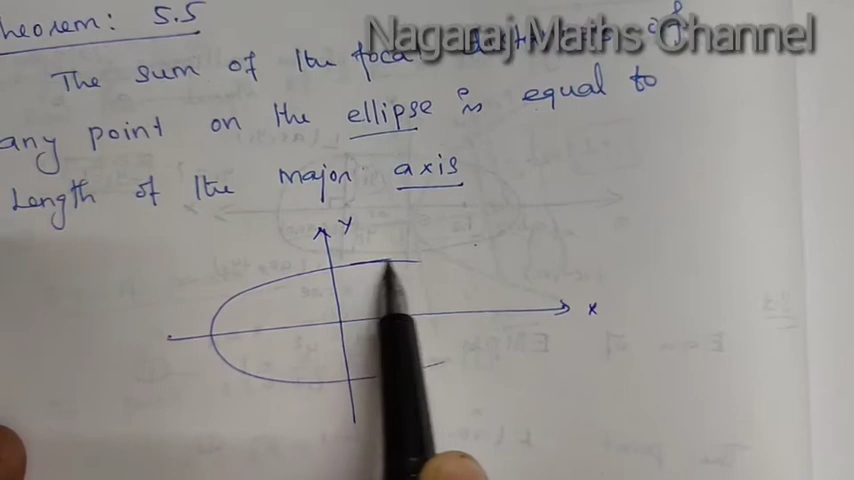 heorem: 5.5
Nagaraj Maths Channel
The sum of the foca
any point on the ellipse is equal to
Length of the major axis
y
x